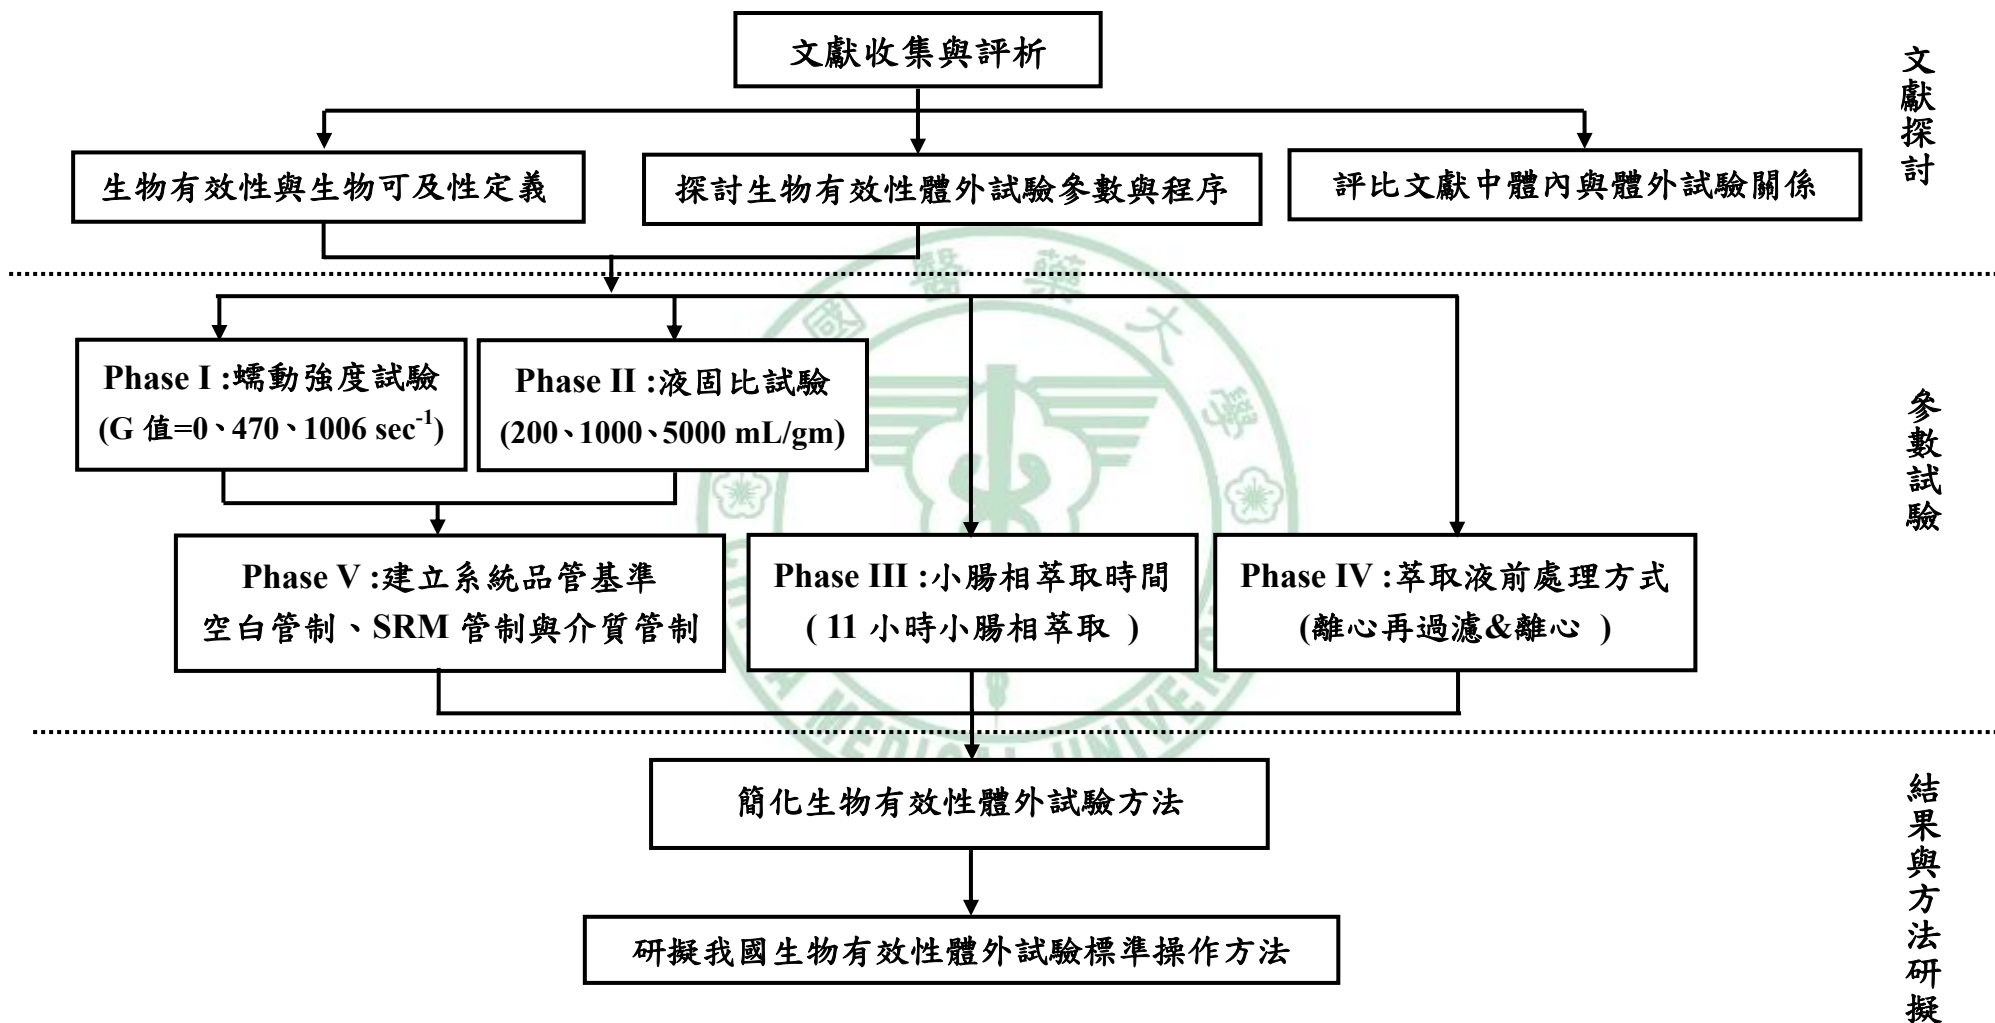 文獻收集與評析
文獻探討
生物有效性與生物可及性定義
探討生物有效性體外試驗參數與程序
評比文獻中體內與體外試驗關係
Phase I :蠕動強度試驗
(G 值=0、470、1006 sec⁻¹)
Phase II :液固比試驗
(200、1000、5000 mL/gm)
參數試驗
Phase V :建立系統品管基準
空白管制、SRM 管制與介質管制
Phase III :小腸相萃取時間
( 11 小時小腸相萃取 )
Phase IV :萃取液前處理方式
(離心再過濾&離心 )
簡化生物有效性體外試驗方法
研擬我國生物有效性體外試驗標準操作方法
結果與方法研擬
國醫藥大學
MEDICAL UNIVER